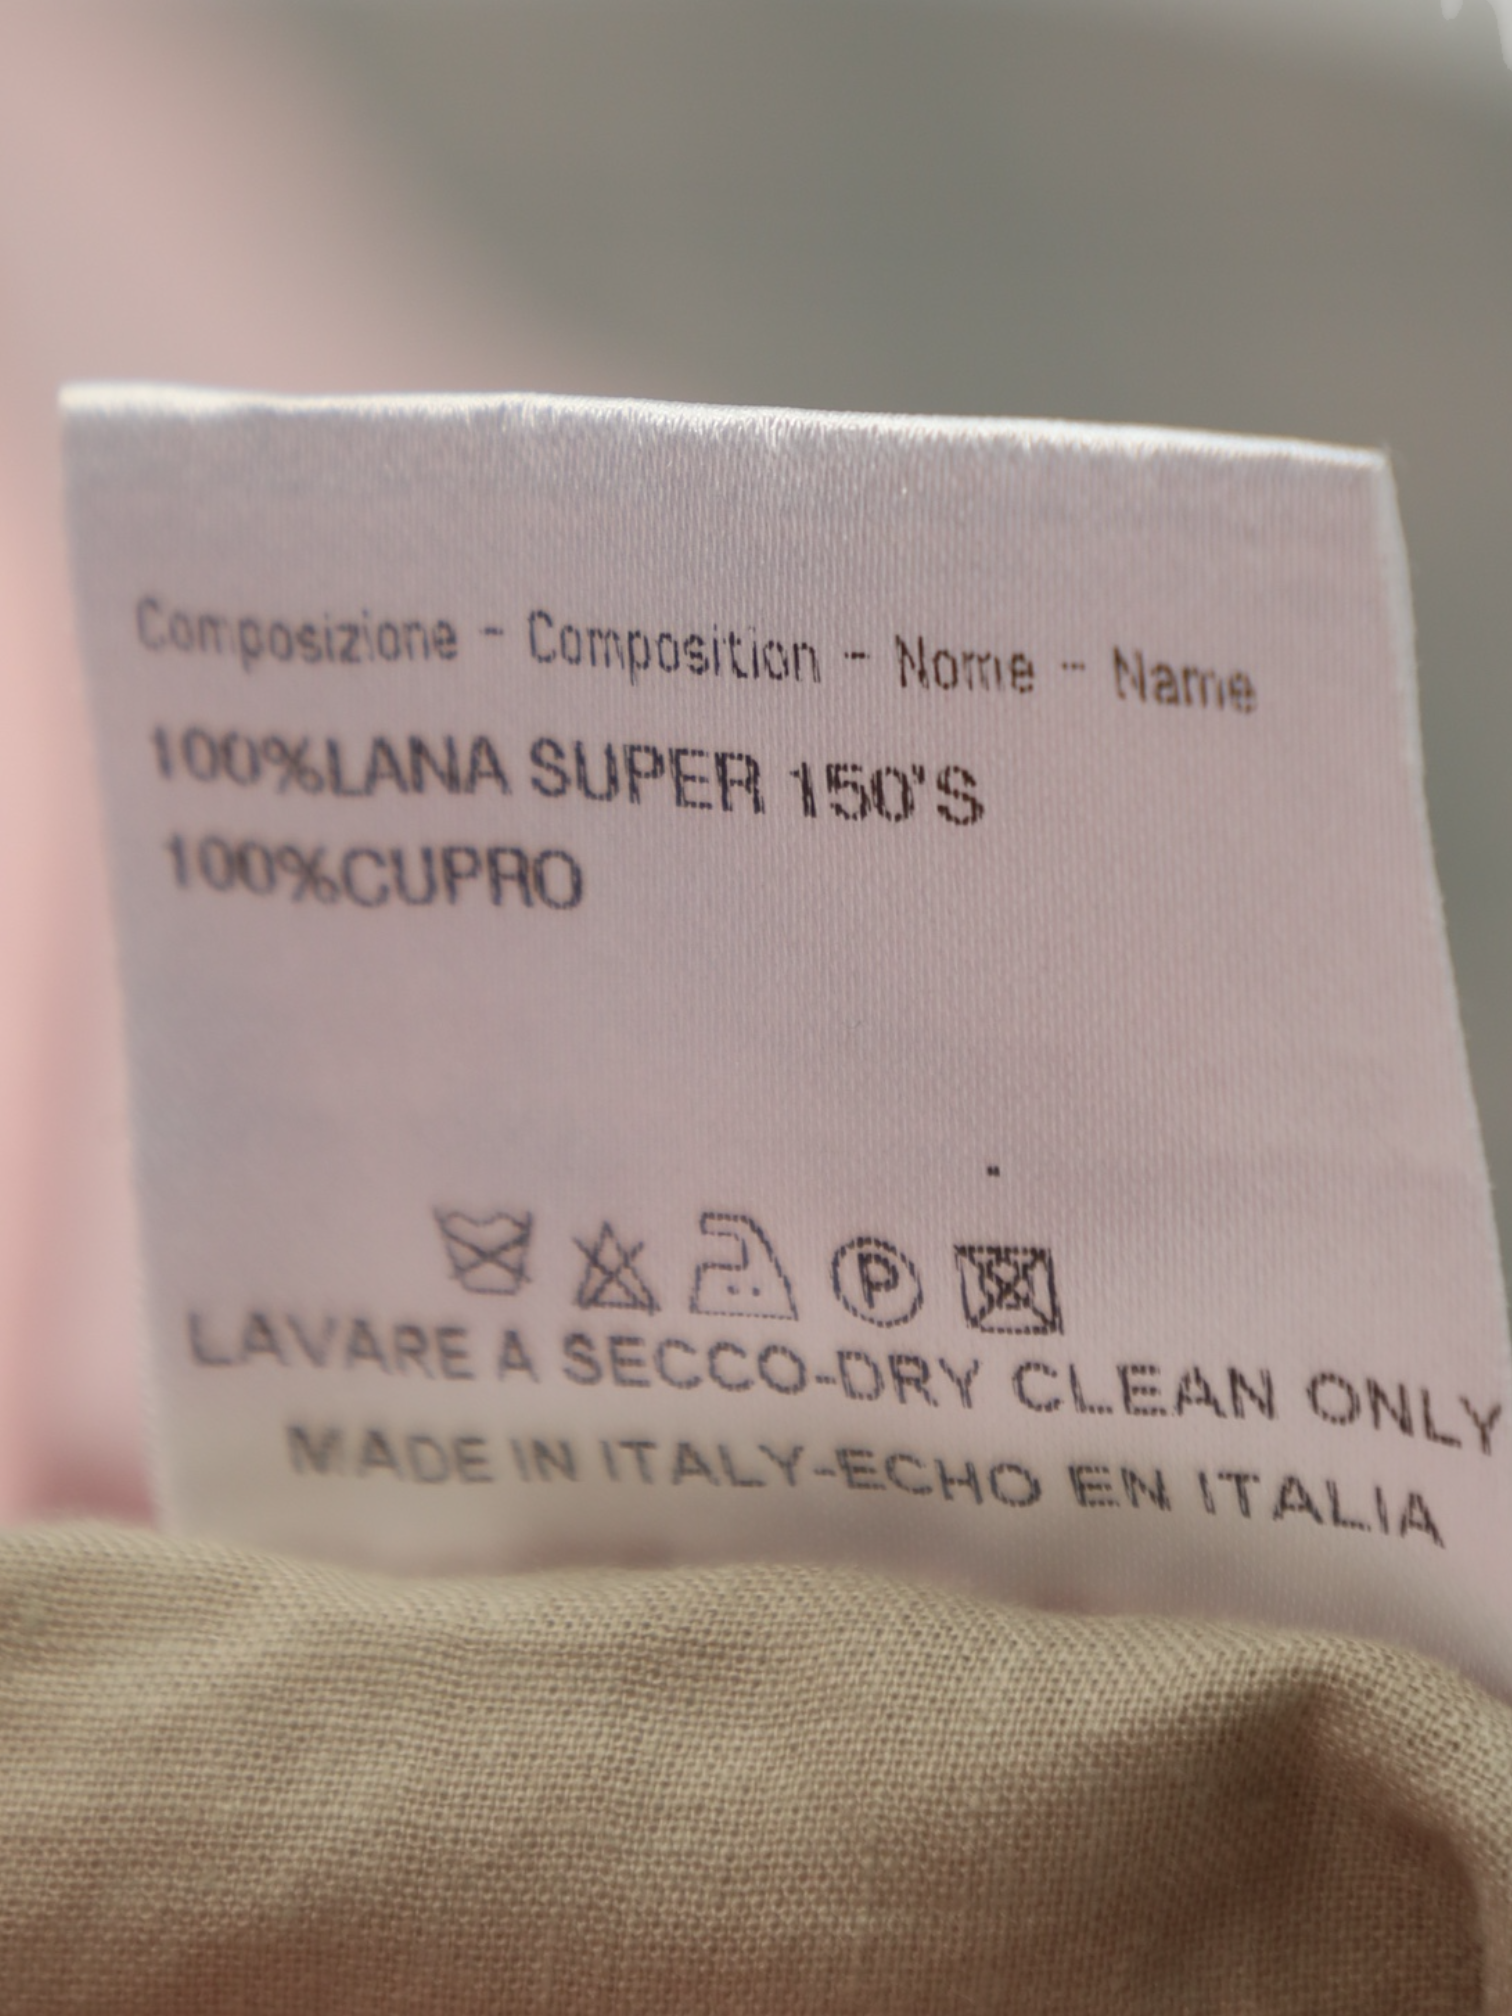 Composizione - Composition - Nome - Name
100%LANA SUPER 150'S
100%CUPRO
P
LAVARE A SECCO-DRY CLEAN ONLY
MADE IN ITALY-ECHO EN ITALIA